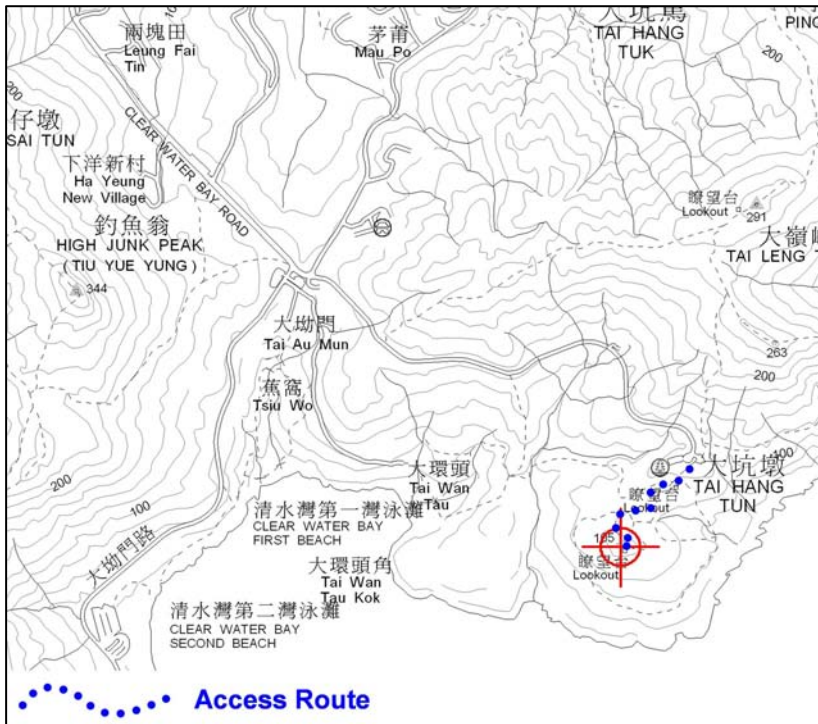 兩塊田
Leung Fai
Tin
茅莆
Mau Po
TAI HANG
TUK
200
200
仔墩
SAI TUN
CLEAR WATER BAY ROAD
下洋新村
Ha Yeung
New Village
釣魚翁
HIGH JUNK PEAK
(TIU YUE YUNG)
344
瞭望台
Lookout
291
大嶺
TAI LENG T
大坳門
Tai Au Mun
263
200
蕉窩
Tsiu Wo
200
100
大坳門路
大環頭
Tai Wan
Tau
100
大坑墩
TAI HANG
TUN
瞭望台
Lookout
清水灣第一灣泳灘
CLEAR WATER BAY
FIRST BEACH
105
瞭望台
Lookout
大環頭角
Tai Wan
Tau Kok
清水灣第二灣泳灘
CLEAR WATER BAY
SECOND BEACH
Access Route